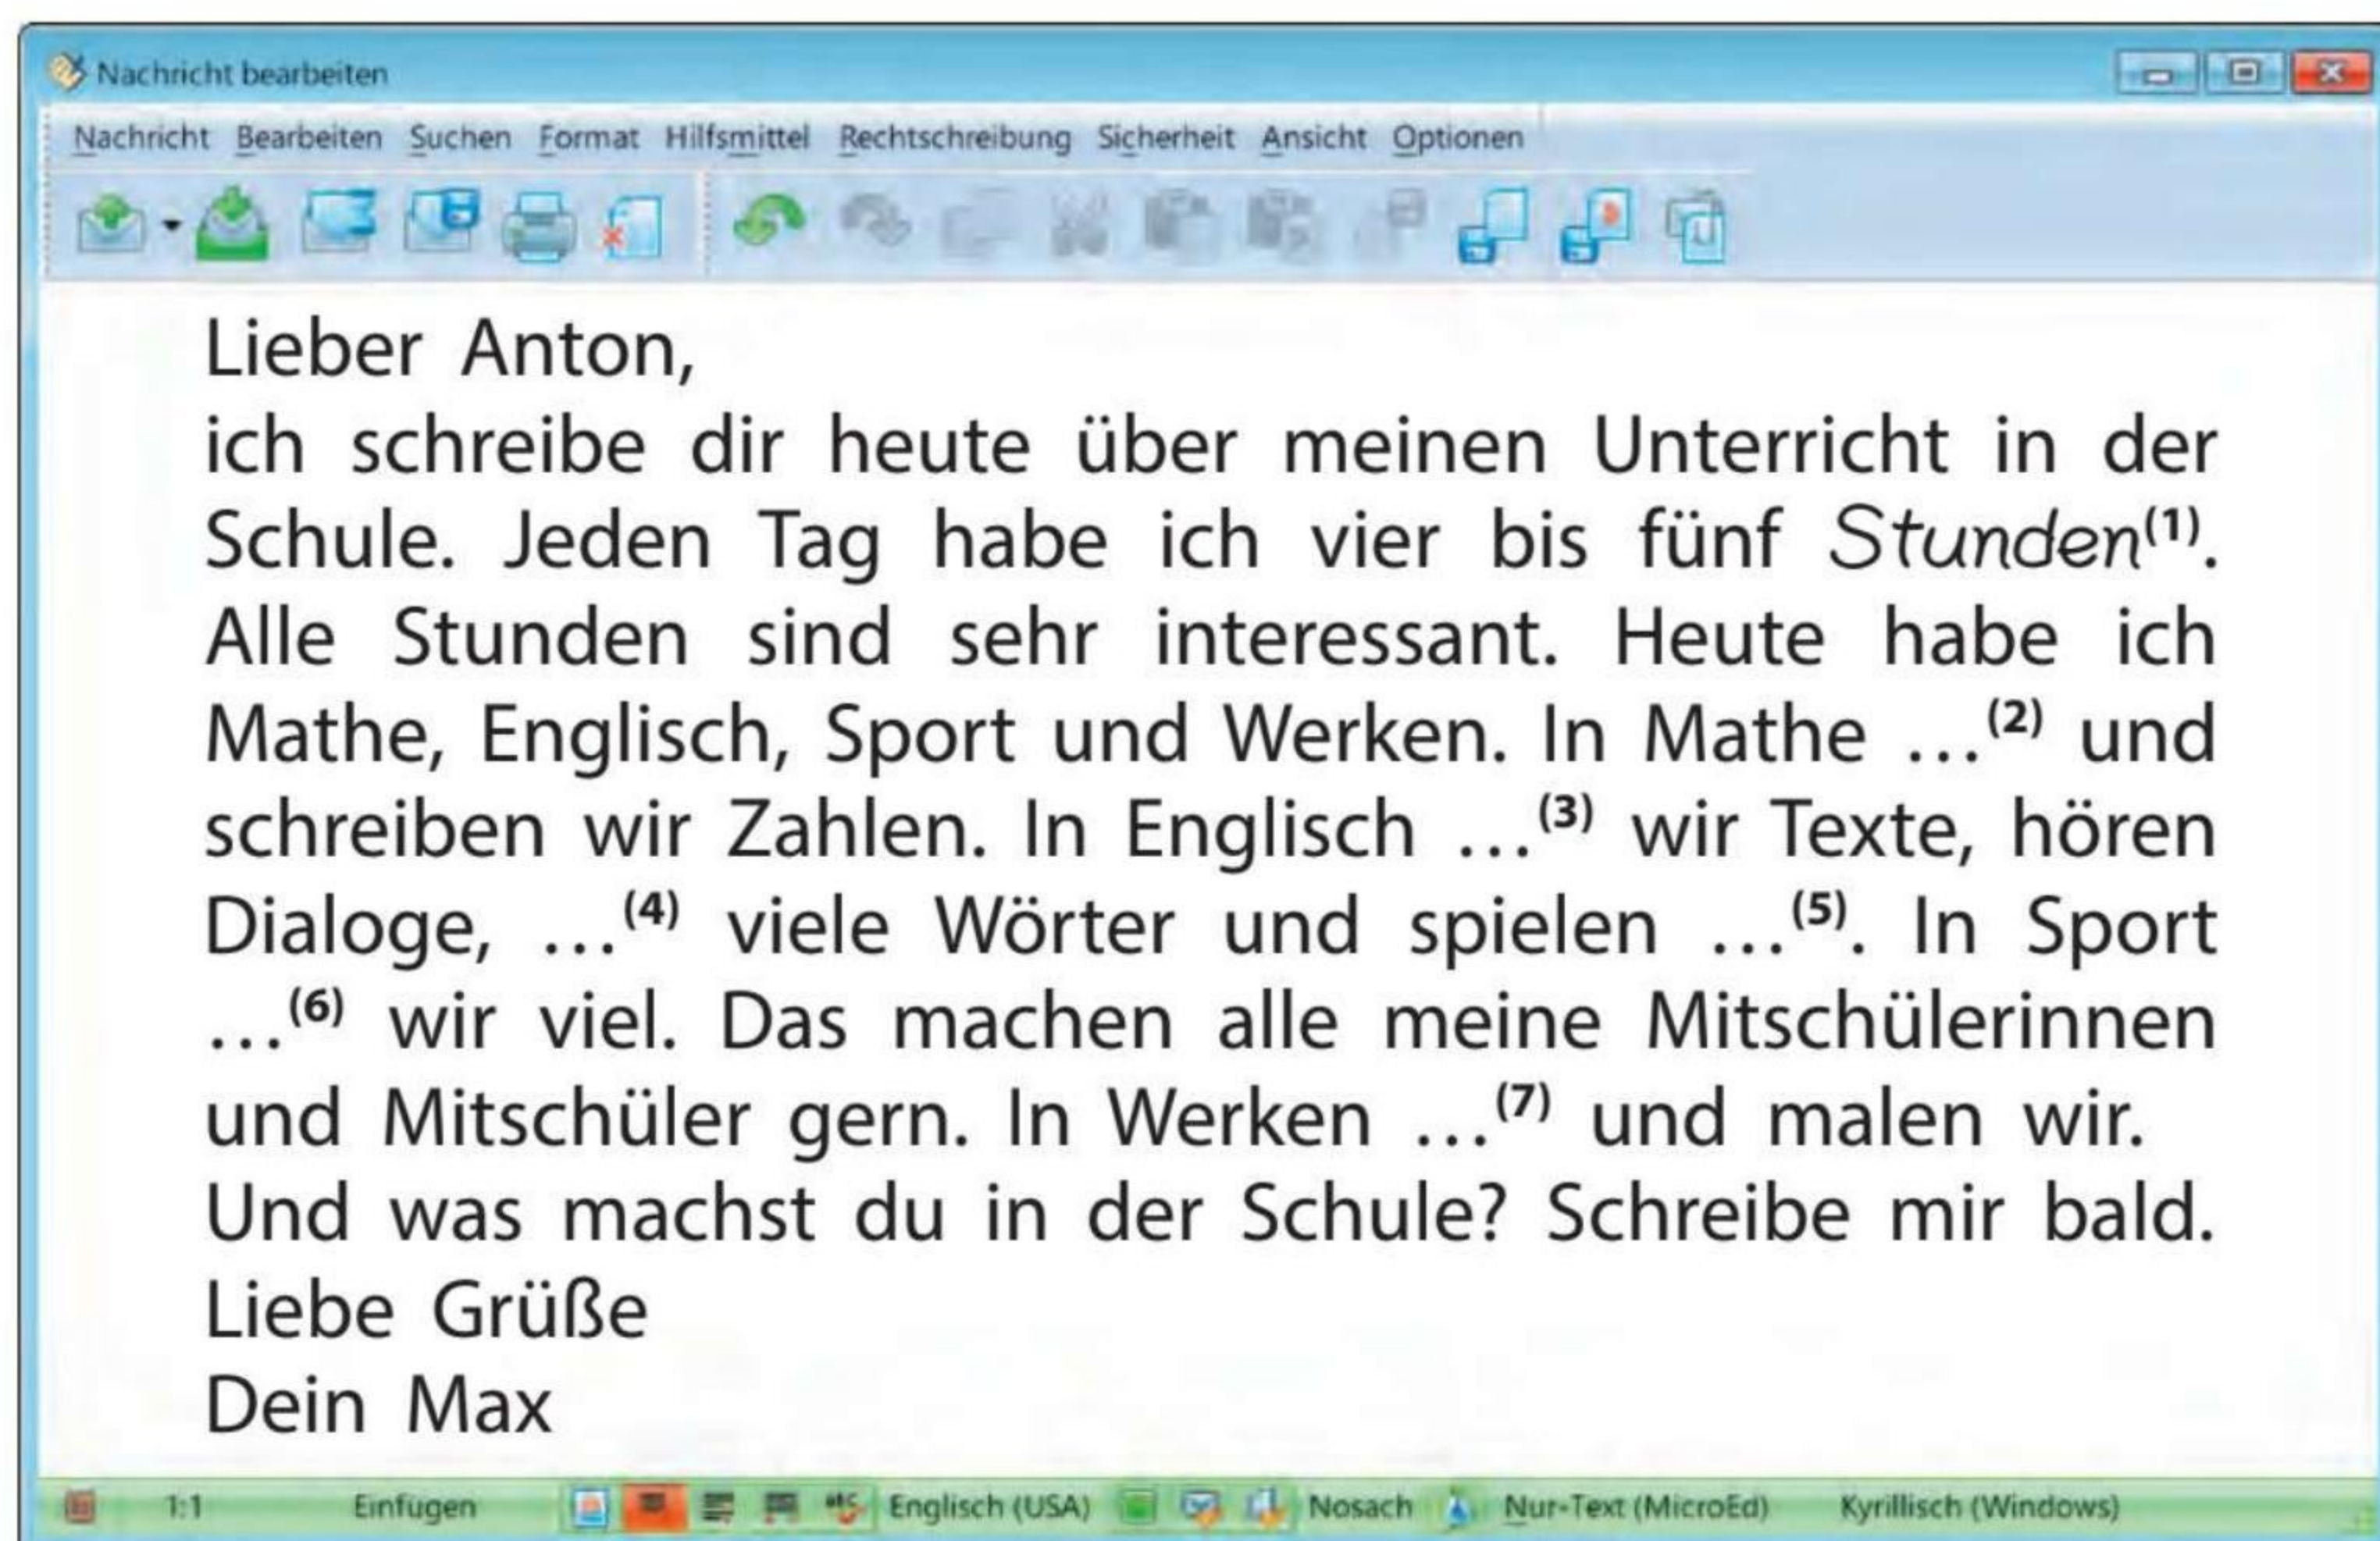 Nachricht bearbeiten
Nachricht Bearbeiten Suchen Format Hilfsmittel Rechtschreibung Sicherheit Ansicht Optionen
Lieber Anton,
ich schreibe dir heute über meinen Unterricht in der
Schule. Jeden Tag habe ich vier bis fünf Stunden(1).
Alle Stunden sind sehr interessant. Heute habe ich
Mathe, Englisch, Sport und Werken. In Mathe ...(2) und
schreiben wir Zahlen. In Englisch ...(3) wir Texte, hören
Dialoge, ...(4) viele Wörter und spielen ...(5). In Sport
...(6) wir viel. Das machen alle meine Mitschülerinnen
und Mitschüler gern. In Werken ...(7) und malen wir.
Und was machst du in der Schule? Schreibe mir bald.
Liebe Grüße
Dein Max
1:1 Einfügen Englisch (USA) Nosach Nur-Text (MicroEd) Kyrillisch (Windows)